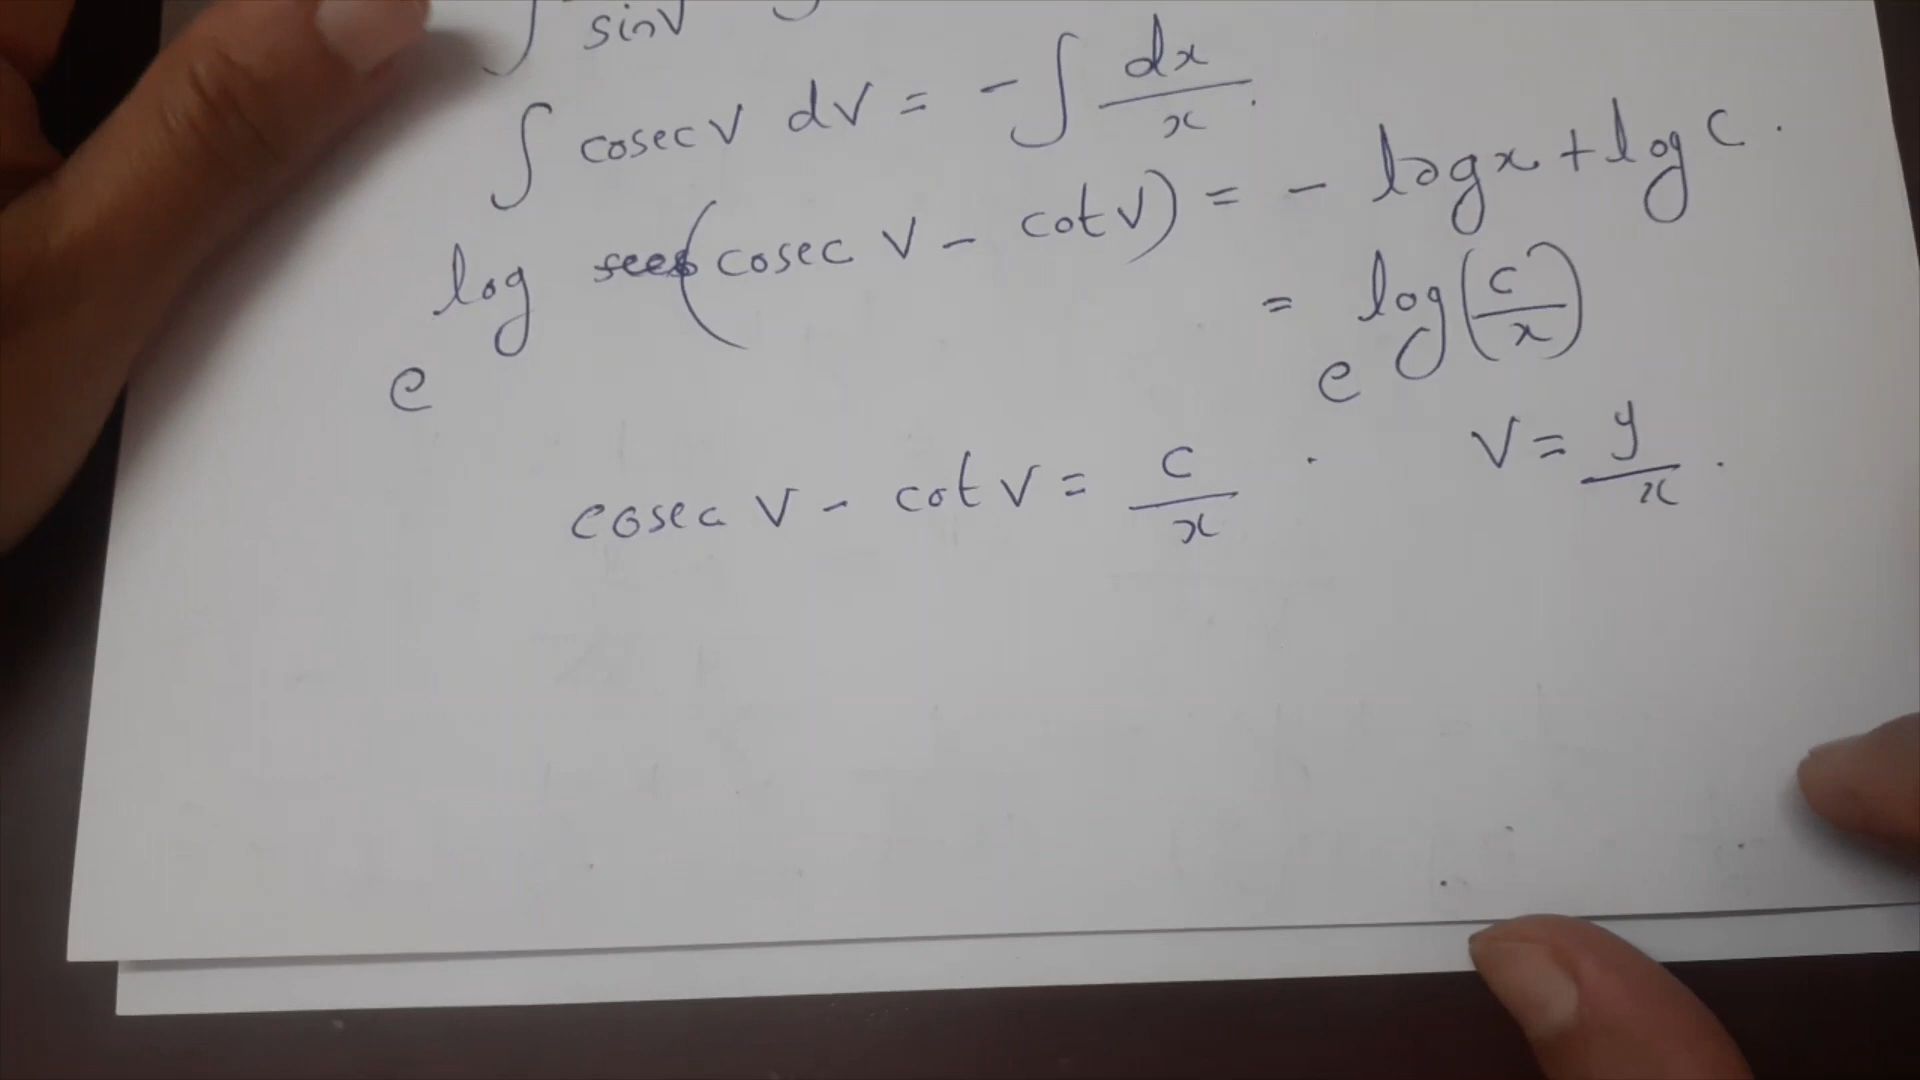 ∫ sinv
∫ cosec v dv = - ∫ dx/x.
log (cosec v - cot v) = - log x + log c.
e = e log(c/x)
cosec v - cot v = c/x . v = y/x .